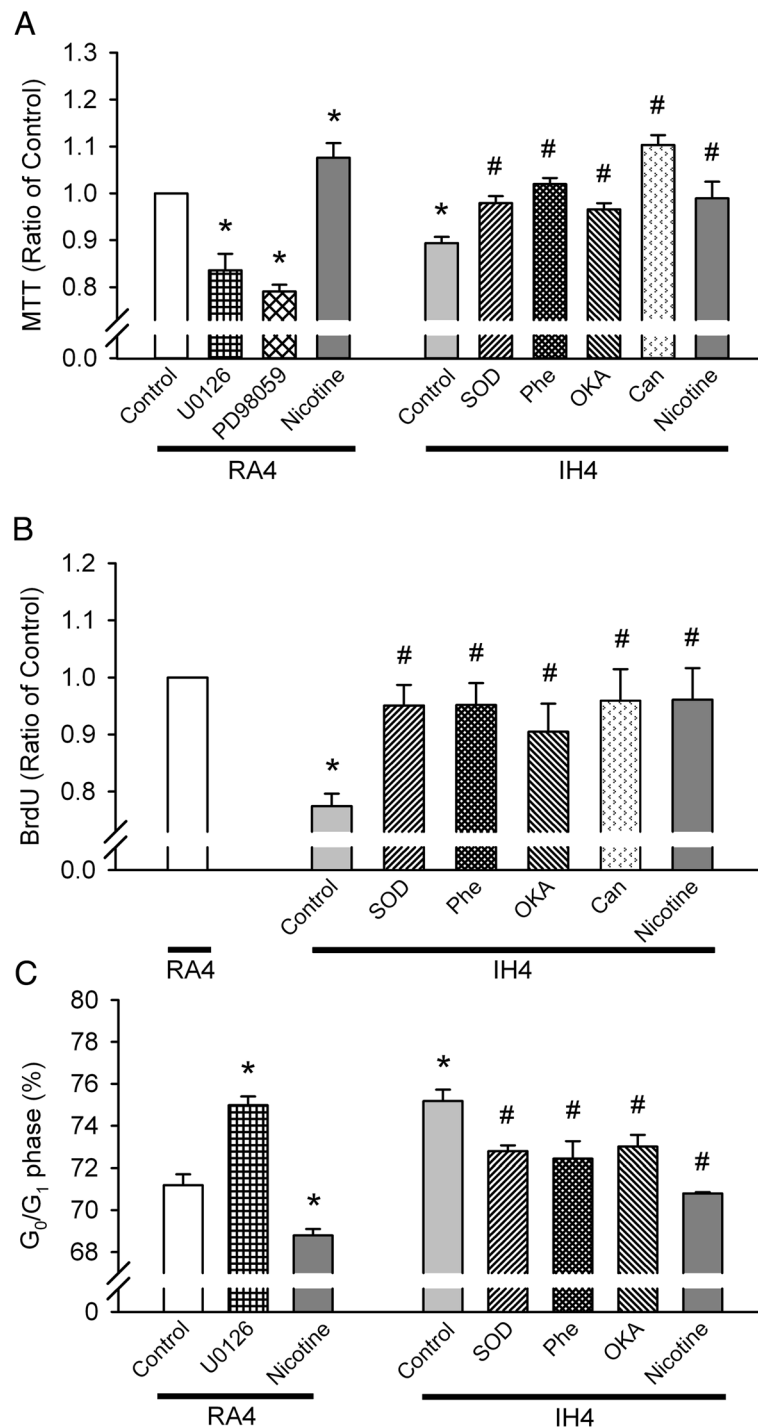 A
MTT (Ratio of Control)
1.3
1.2
1.1
1.0
0.9
0.8
0.0
* * * * * # # # # #
Control U0126 PD98059 Nicotine Control SOD Phe OKA Can Nicotine
RA4 IH4
B
BrdU (Ratio of Control)
1.2
1.1
1.0
0.9
0.8
0.0
* # # # # #
Control SOD Phe OKA Can Nicotine
RA4 IH4
C
G0/G1 phase (%)
80
78
76
74
72
70
68
0
* * * # # # #
Control U0126 Nicotine Control SOD Phe OKA Nicotine
RA4 IH4